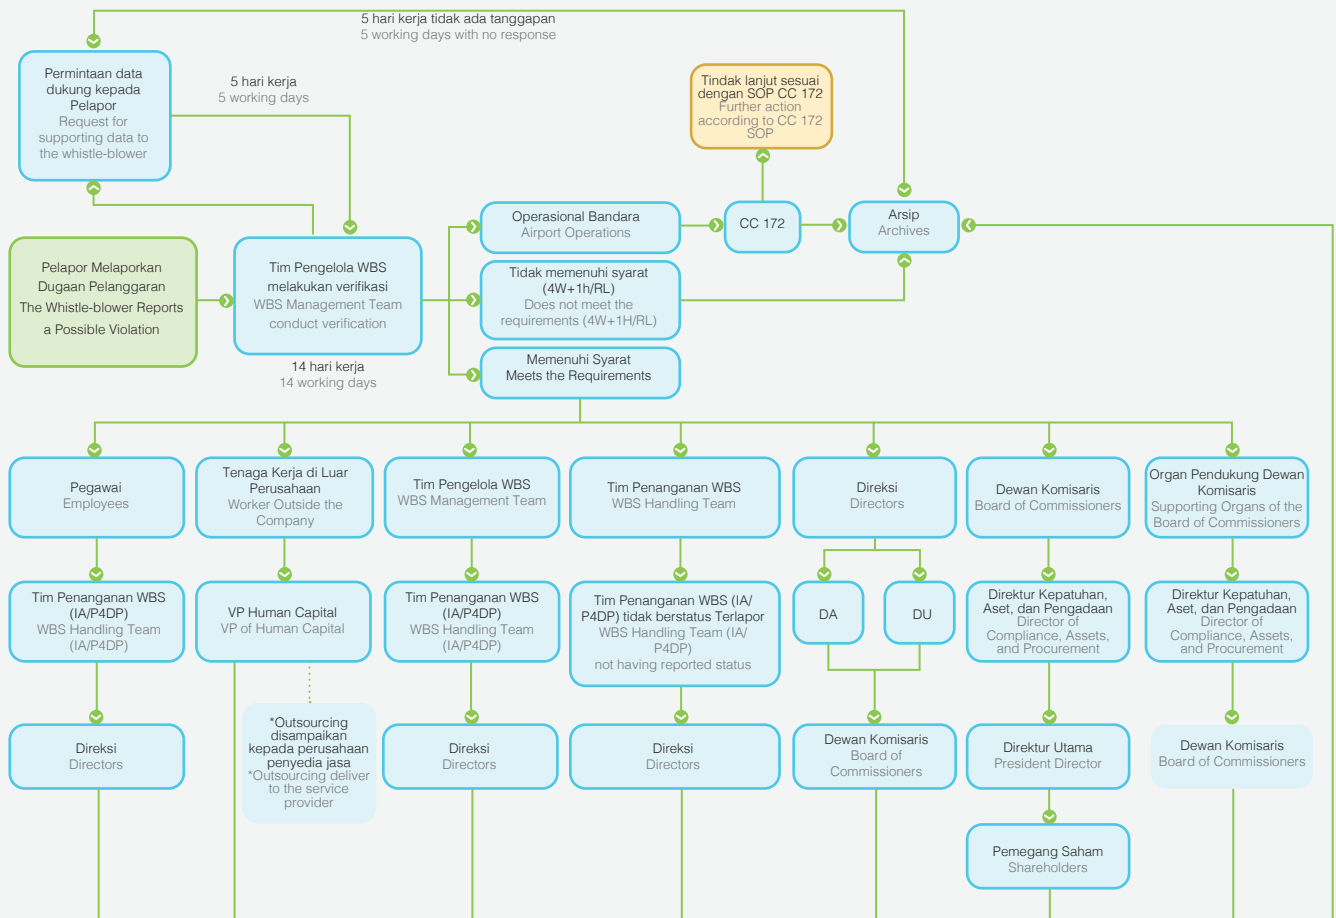 5 hari kerja tidak ada tanggapan
5 working days with no response
Permintaan data
dukung kepada
Pelapor
Request for
supporting data to
the whistle-blower
5 hari kerja
5 working days
Tindak lanjut sesuai
dengan SOP CC 172
Further action
according to CC 172
SOP
Pelapor Melaporkan
Dugaan Pelanggaran
The Whistle-blower Reports
a Possible Violation
Tim Pengelola WBS
melakukan verifikasi
WBS Management Team
conduct verification
14 hari kerja
14 working days
Operasional Bandara
Airport Operations
CC 172
Arsip
Archives
Tidak memenuhi syarat
(4W+1h/RL)
Does not meet the
requirements (4W+1H/RL)
Memenuhi Syarat
Meets the Requirements
Pegawai
Employees
Tenaga Kerja di Luar
Perusahaan
Worker Outside the
Company
Tim Pengelola WBS
WBS Management Team
Tim Penanganan WBS
WBS Handling Team
Direksi
Directors
Dewan Komisaris
Board of Commissioners
Organ Pendukung Dewan
Komisaris
Supporting Organs of the
Board of Commissioners
Tim Penanganan WBS
(IA/P4DP)
WBS Handling Team
(IA/P4DP)
VP Human Capital
VP of Human Capital
Tim Penanganan WBS
(IA/P4DP)
WBS Handling Team
(IA/P4DP)
Tim Penanganan WBS (IA/
P4DP) tidak berstatus Terlapor
WBS Handling Team (IA/
P4DP)
not having reported status
DA
DU
Direktur Kepatuhan,
Aset, dan Pengadaan
Director of
Compliance, Assets,
and Procurement
Direktur Kepatuhan,
Aset, dan Pengadaan
Director of
Compliance, Assets,
and Procurement
Direksi
Directors
*Outsourcing
disampaikan
kepada perusahaan
penyedia jasa
*Outsourcing deliver
to the service
provider
Direksi
Directors
Direksi
Directors
Dewan Komisaris
Board of
Commissioners
Direktur Utama
President Director
Dewan Komisaris
Board of Commissioners
Pemegang Saham
Shareholders